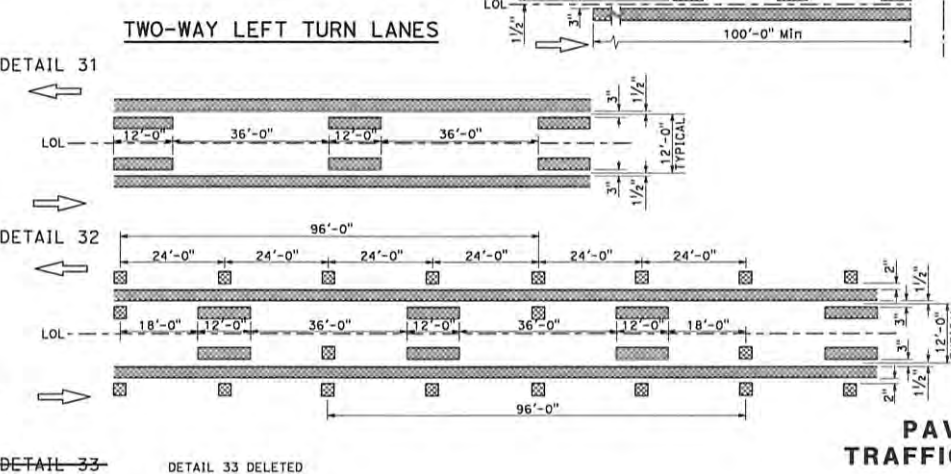 TWO-WAY LEFT TURN LANES
LOL
1½"
3"
100'-0" Min
DETAIL 31
LOL
12'-0" 36'-0" 12'-0" 36'-0"
3" 1½"
12'-0"
TYPICAL
3" 1½"
DETAIL 32
96'-0"
24'-0" 24'-0" 24'-0" 24'-0" 24'-0" 24'-0"
2" 1½"
LOL
18'-0" 12'-0" 36'-0" 12'-0" 36'-0" 12'-0" 18'-0"
3"
12'-0"
3"
2" 1½"
96'-0"
PAV
TRAFFIC
DETAIL 33
DETAIL 33 DELETED